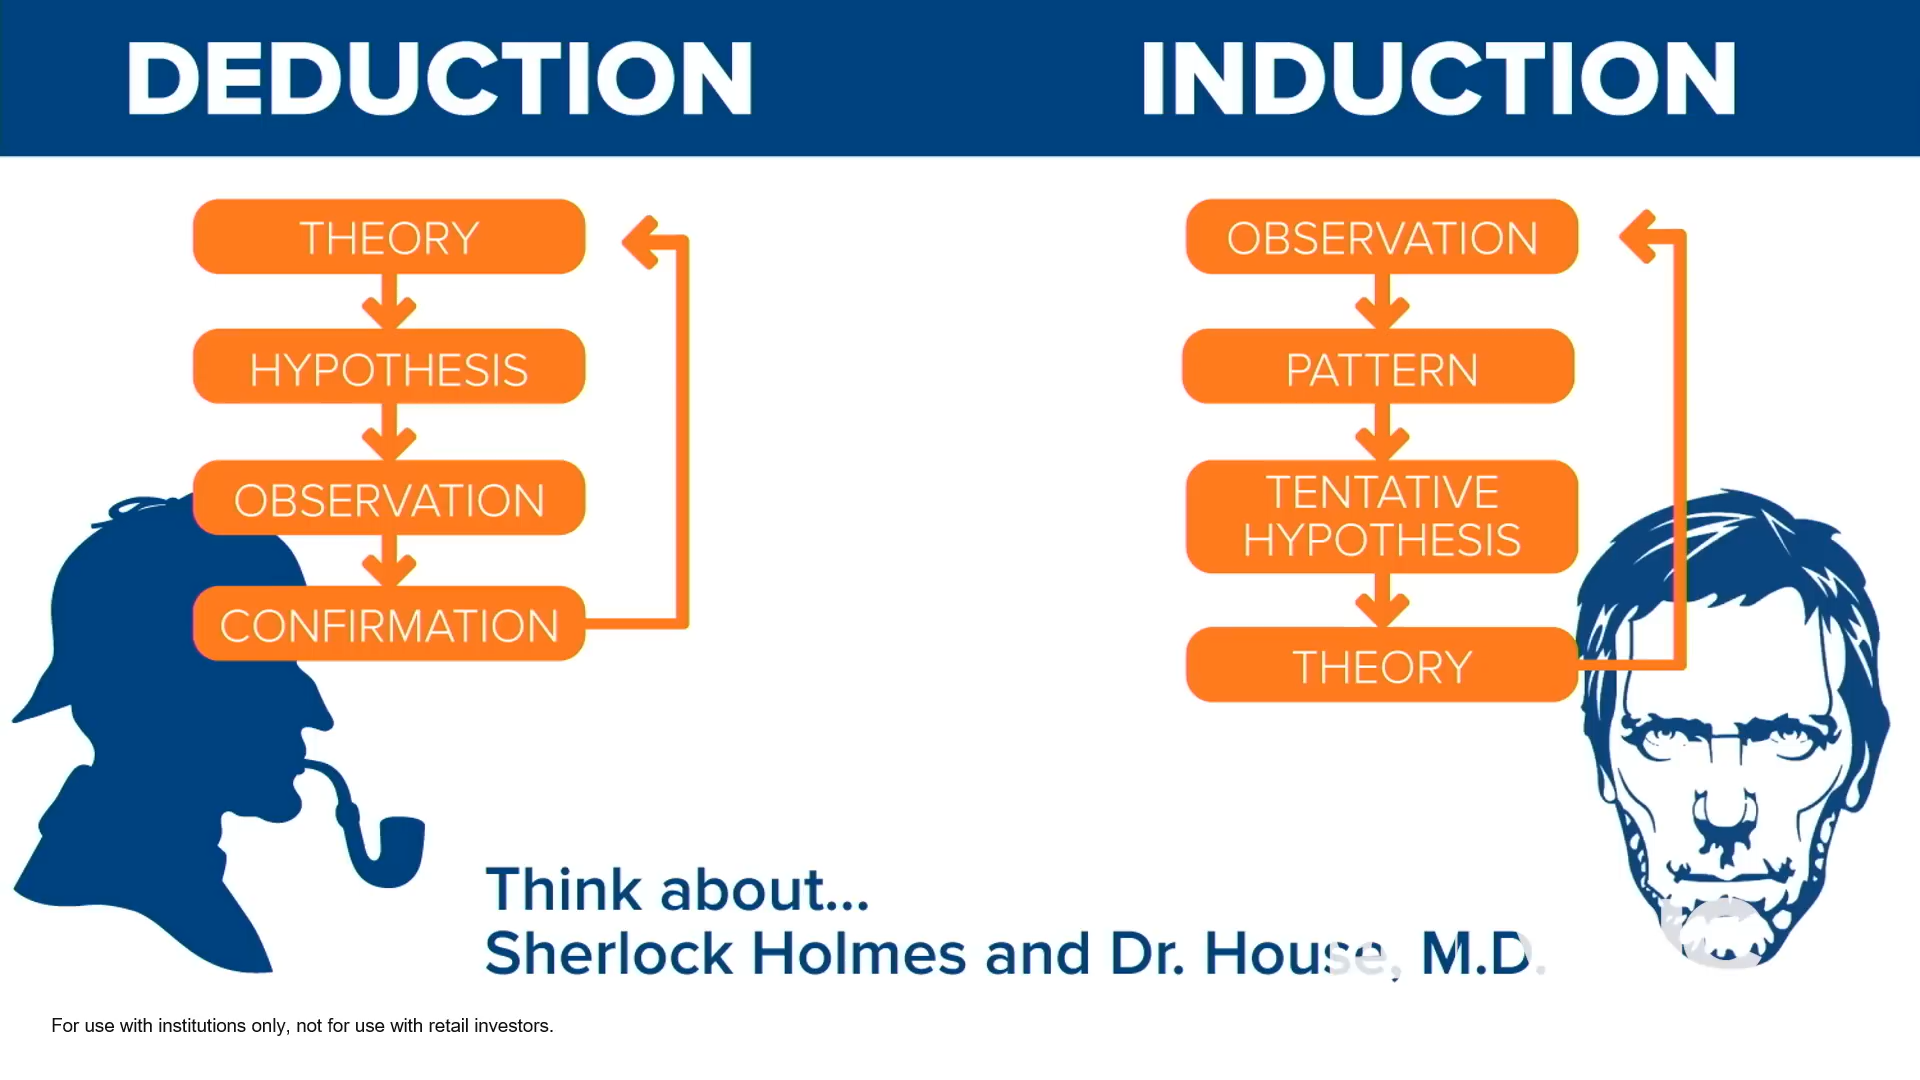 DEDUCTION
THEORY
HYPOTHESIS
OBSERVATION
CONFIRMATION
INDUCTION
OBSERVATION
PATTERN
TENTATIVE
HYPOTHESIS
THEORY
Think about...
Sherlock Holmes and Dr. House, M.D.
For use with institutions only, not for use with retail investors.